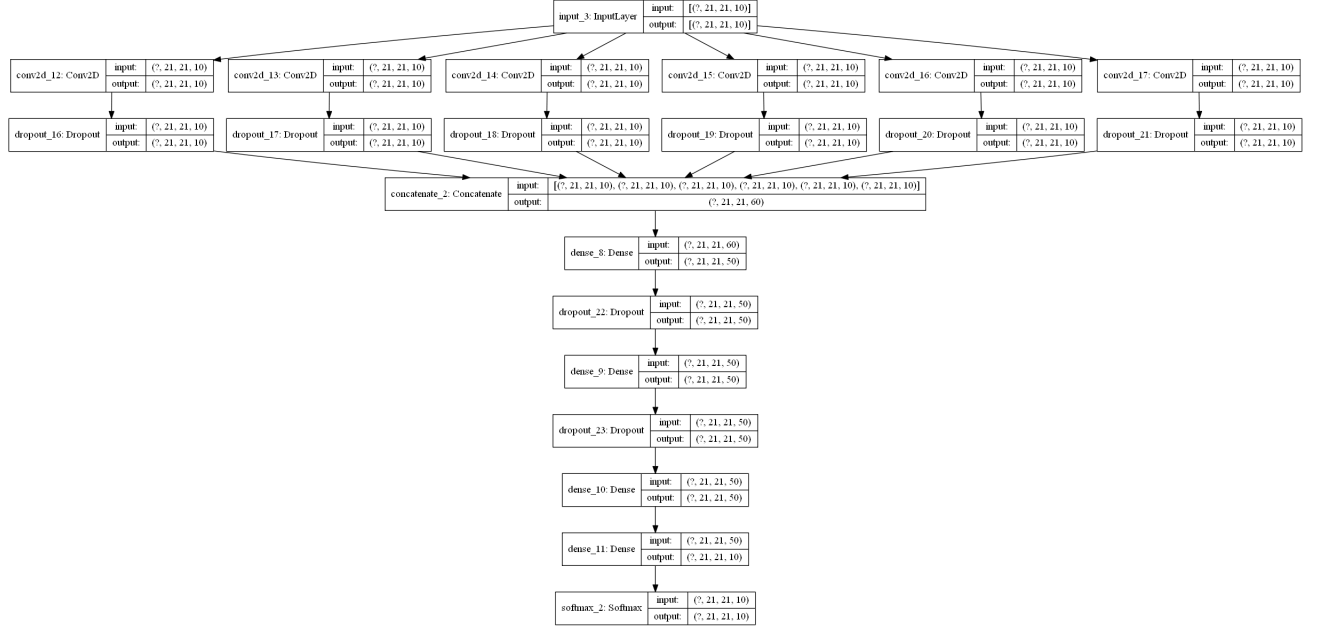 input_3: InputLayer
input: [(?, 21, 21, 10)]
output: [(?, 21, 21, 10)]
conv2d_12: Conv2D
input: (?, 21, 21, 10)
output: (?, 21, 21, 10)
conv2d_13: Conv2D
input: (?, 21, 21, 10)
output: (?, 21, 21, 10)
conv2d_14: Conv2D
input: (?, 21, 21, 10)
output: (?, 21, 21, 10)
conv2d_15: Conv2D
input: (?, 21, 21, 10)
output: (?, 21, 21, 10)
conv2d_16: Conv2D
input: (?, 21, 21, 10)
output: (?, 21, 21, 10)
conv2d_17: Conv2D
input: (?, 21, 21, 10)
output: (?, 21, 21, 10)
dropout_16: Dropout
input: (?, 21, 21, 10)
output: (?, 21, 21, 10)
dropout_17: Dropout
input: (?, 21, 21, 10)
output: (?, 21, 21, 10)
dropout_18: Dropout
input: (?, 21, 21, 10)
output: (?, 21, 21, 10)
dropout_19: Dropout
input: (?, 21, 21, 10)
output: (?, 21, 21, 10)
dropout_20: Dropout
input: (?, 21, 21, 10)
output: (?, 21, 21, 10)
dropout_21: Dropout
input: (?, 21, 21, 10)
output: (?, 21, 21, 10)
concatenate_2: Concatenate
input: [(?, 21, 21, 10), (?, 21, 21, 10), (?, 21, 21, 10), (?, 21, 21, 10), (?, 21, 21, 10), (?, 21, 21, 10)]
output: (?, 21, 21, 60)
dense_8: Dense
input: (?, 21, 21, 60)
output: (?, 21, 21, 50)
dropout_22: Dropout
input: (?, 21, 21, 50)
output: (?, 21, 21, 50)
dense_9: Dense
input: (?, 21, 21, 50)
output: (?, 21, 21, 50)
dropout_23: Dropout
input: (?, 21, 21, 50)
output: (?, 21, 21, 50)
dense_10: Dense
input: (?, 21, 21, 50)
output: (?, 21, 21, 50)
dense_11: Dense
input: (?, 21, 21, 50)
output: (?, 21, 21, 10)
softmax_2: Softmax
input: (?, 21, 21, 10)
output: (?, 21, 21, 10)